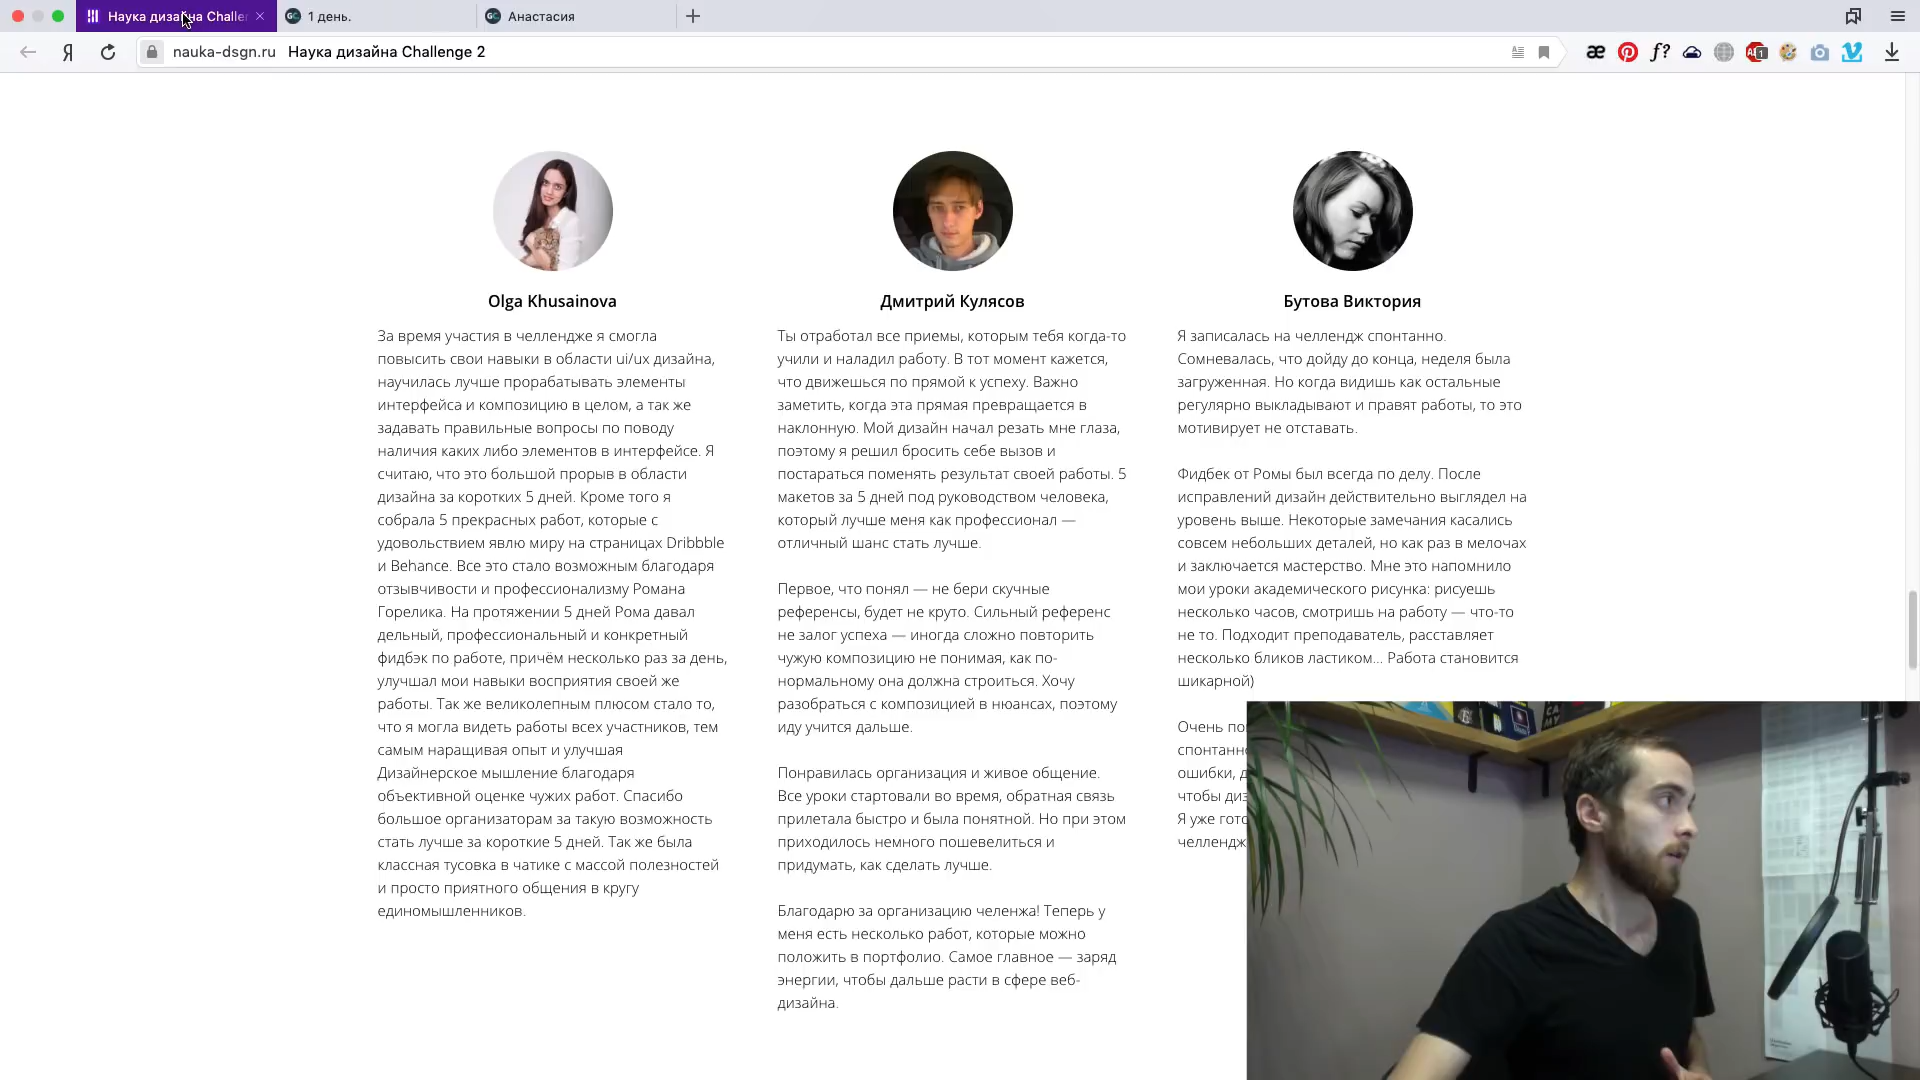 Наука дизайна Challe
1 день.
Анастасия
nauka-dsgn.ru Наука дизайна Challenge 2
Olga Khusainova
За время участия в челлендже я смогла
повысить свои навыки в области ui/ux дизайна,
научилась лучше прорабатывать элементы
интерфейса и композицию в целом, а так же
задавать правильные вопросы по поводу
наличия каких либо элементов в интерфейсе. Я
считаю, что это большой прорыв в области
дизайна за коротких 5 дней. Кроме того я
собрала 5 прекрасных работ, которые с
удовольствием явлю миру на страницах Dribbble
и Behance. Все это стало возможным благодаря
отзывчивости и профессионализму Романа
Горелика. На протяжении 5 дней Рома давал
дельный, профессиональный и конкретный
фидбэк по работе, причём несколько раз за день,
улучшал мои навыки восприятия своей же
работы. Так же великолепным плюсом стало то,
что я могла видеть работы всех участников, тем
самым наращивая опыт и улучшая
Дизайнерское мышление благодаря
объективной оценке чужих работ. Спасибо
большое организаторам за такую возможность
стать лучше за короткие 5 дней. Так же была
классная тусовка в чатике с массой полезностей
и просто приятного общения в кругу
единомышленников.
Дмитрий Кулясов
Ты отработал все приемы, которым тебя когда-то
учили и наладил работу. В тот момент кажется,
что движешься по прямой к успеху. Важно
заметить, когда эта прямая превращается в
наклонную. Мой дизайн начал резать мне глаза,
поэтому я решил бросить себе вызов и
постараться поменять результат своей работы. 5
макетов за 5 дней под руководством человека,
который лучше меня как профессионал —
отличный шанс стать лучше.
Первое, что понял — не бери скучные
референсы, будет не круто. Сильный референс
не залог успеха — иногда сложно повторить
чужую композицию не понимая, как по-
нормальному она должна строиться. Хочу
разобраться с композицией в нюансах, поэтому
иду учится дальше.
Понравилась организация и живое общение.
Все уроки стартовали во время, обратная связь
прилетала быстро и была понятной. Но при этом
приходилось немного пошевелиться и
придумать, как сделать лучше.
Благодарю за организацию челенжа! Теперь у
меня есть несколько работ, которые можно
положить в портфолио. Самое главное — заряд
энергии, чтобы дальше расти в сфере веб-
дизайна.
Бутова Виктория
Я записалась на челлендж спонтанно.
Сомневалась, что дойду до конца, неделя была
загруженная. Но когда видишь как остальные
регулярно выкладывают и правят работы, то это
мотивирует не отставать.
Фидбек от Ромы был всегда по делу. После
исправлений дизайн действительно выглядел на
уровень выше. Некоторые замечания касались
совсем небольших деталей, но как раз в мелочах
и заключается мастерство. Мне это напомнило
мои уроки академического рисунка: рисуешь
несколько часов, смотришь на работу — что-то
не то. Подходит преподаватель, расставляет
несколько бликов ластиком... Работа становится
шикарной)
Очень по
спонтанн
ошибки, д
чтобы диз
Я уже гото
челлендж